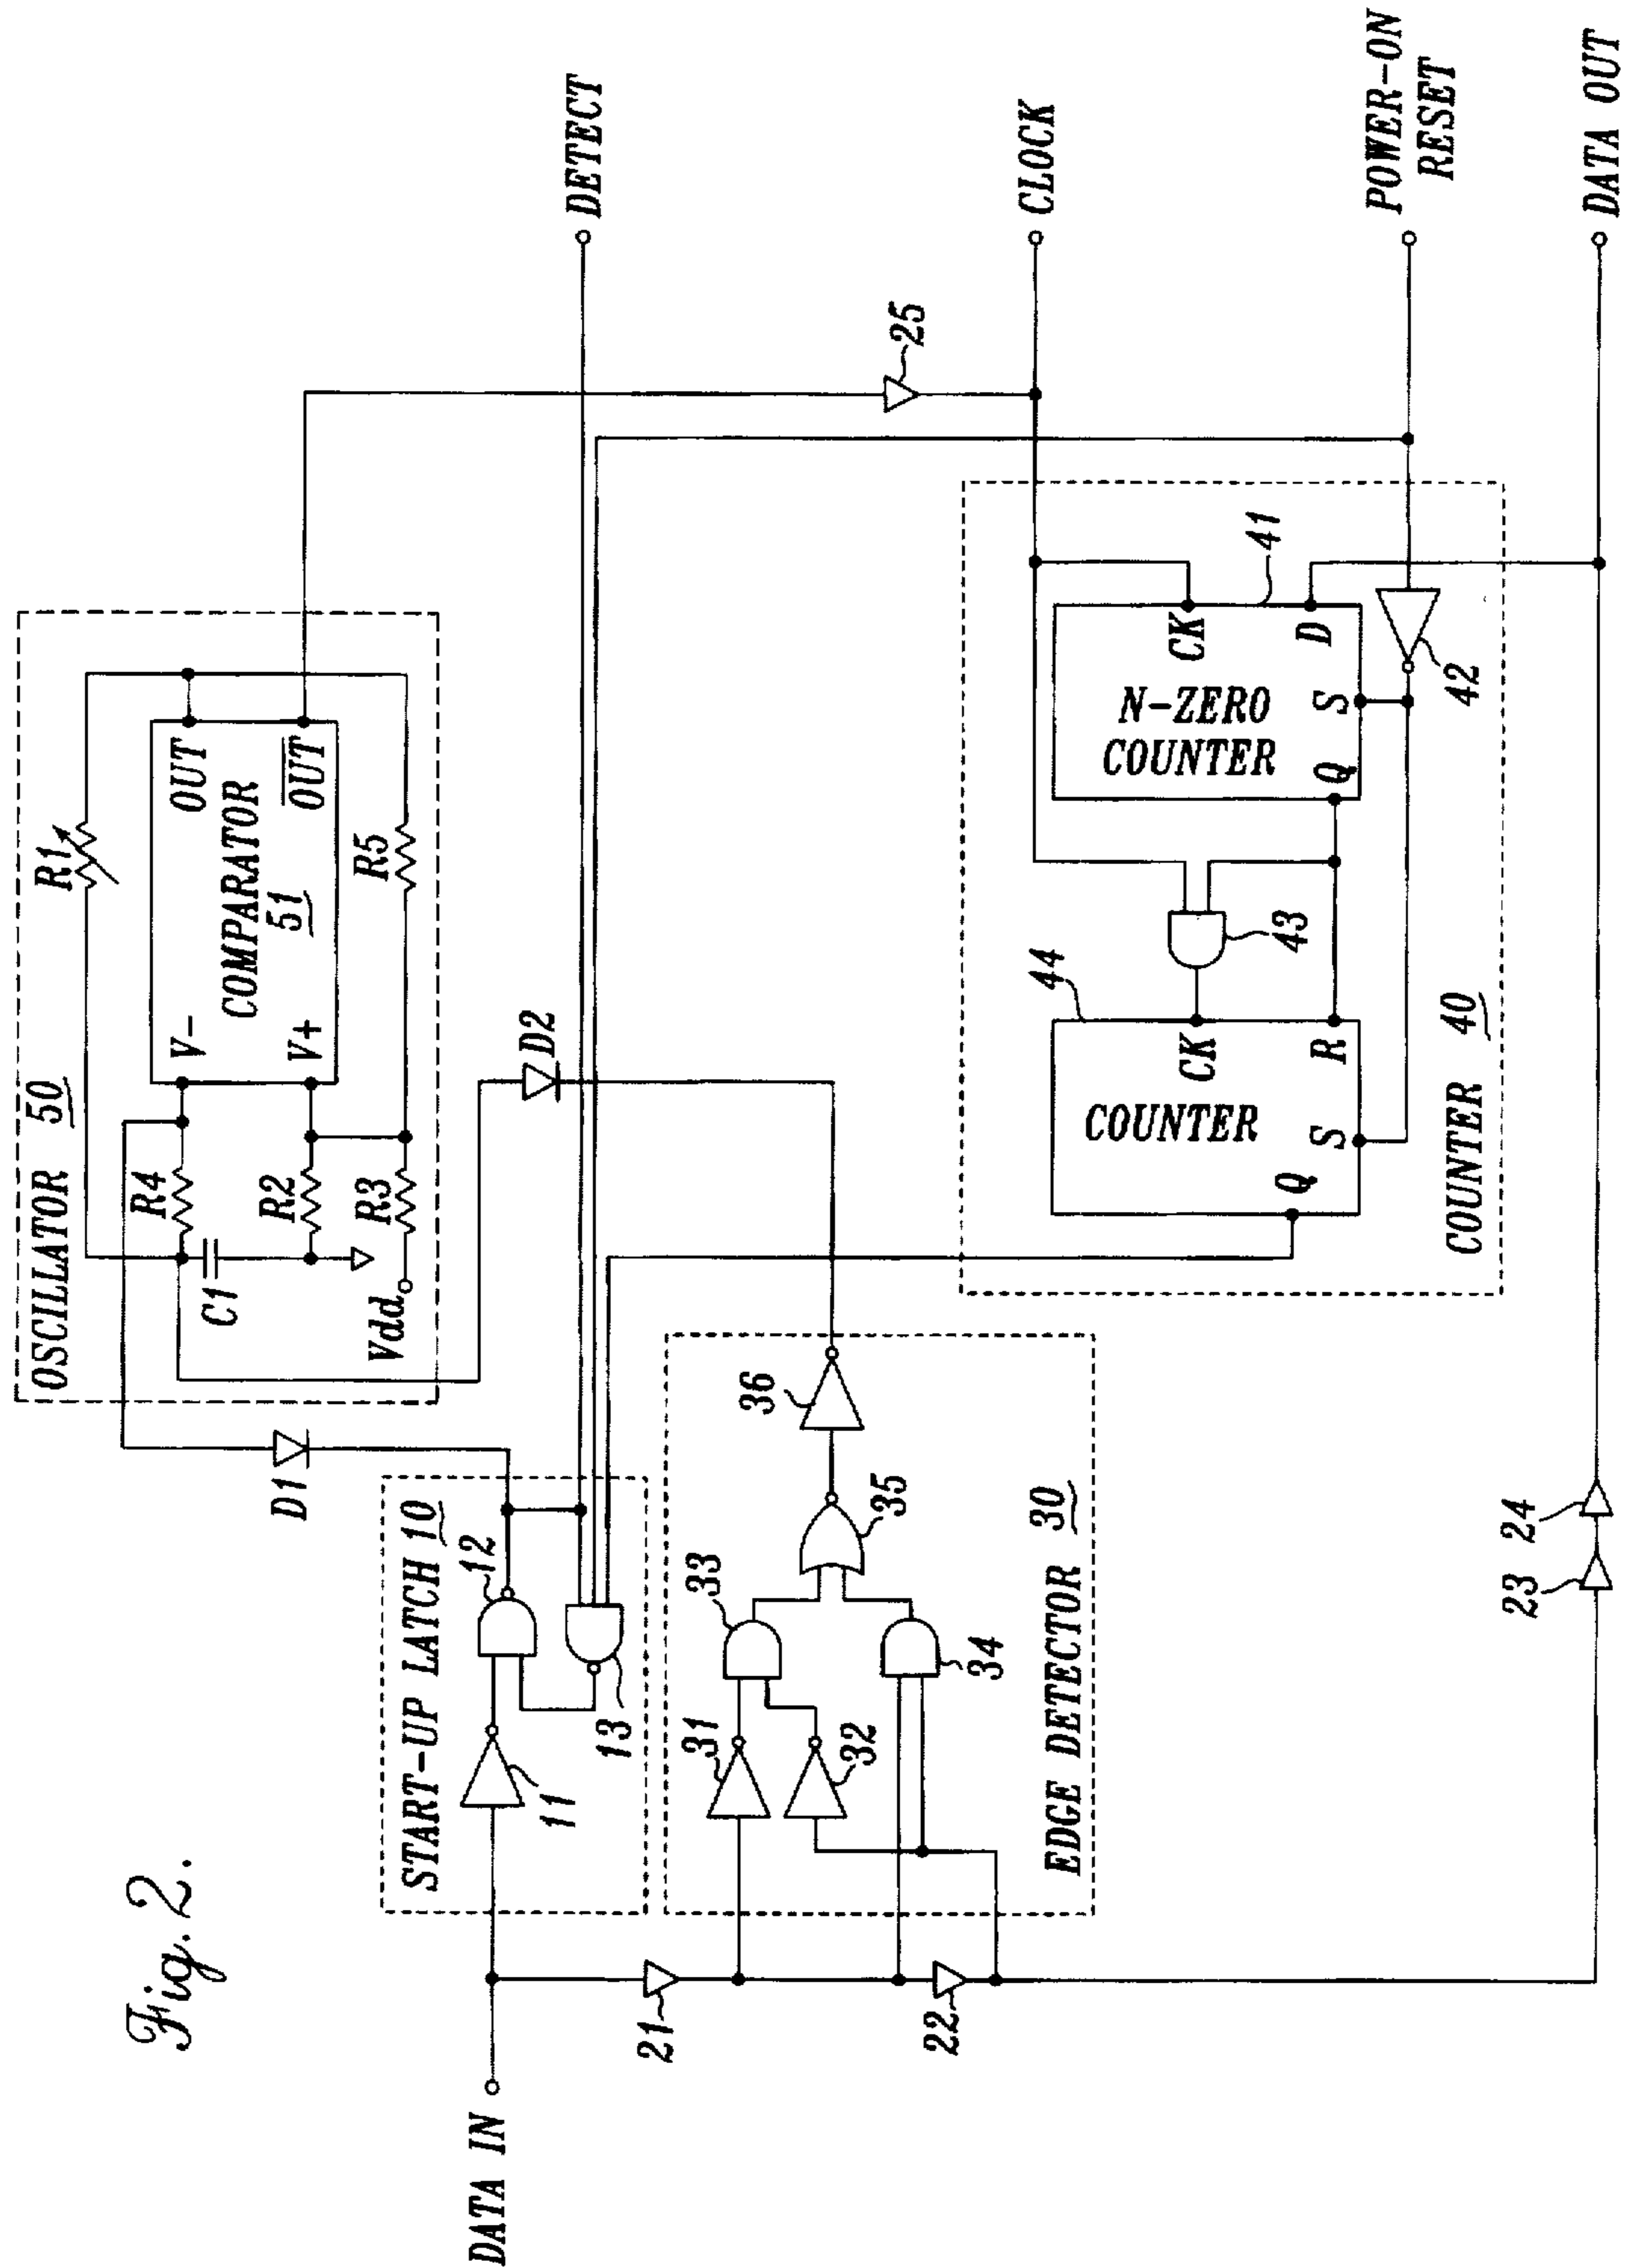 Fig. 2.
DATA IN
DETECT
CLOCK
POWER-ON
RESET
DATA OUT
OSCILLATOR 50
R1
R4
C1
R2
R3
Vdd
V-
V+
COMPARATOR
51
OUT
OUT
R5
D1
D2
25
START-UP LATCH 10
11
12
13
21
22
23
24
EDGE DETECTOR 30
31
32
33
34
35
36
COUNTER 40
44
COUNTER
CK
R
S
Q
43
N-ZERO
COUNTER
CK
D
S
Q
41
42